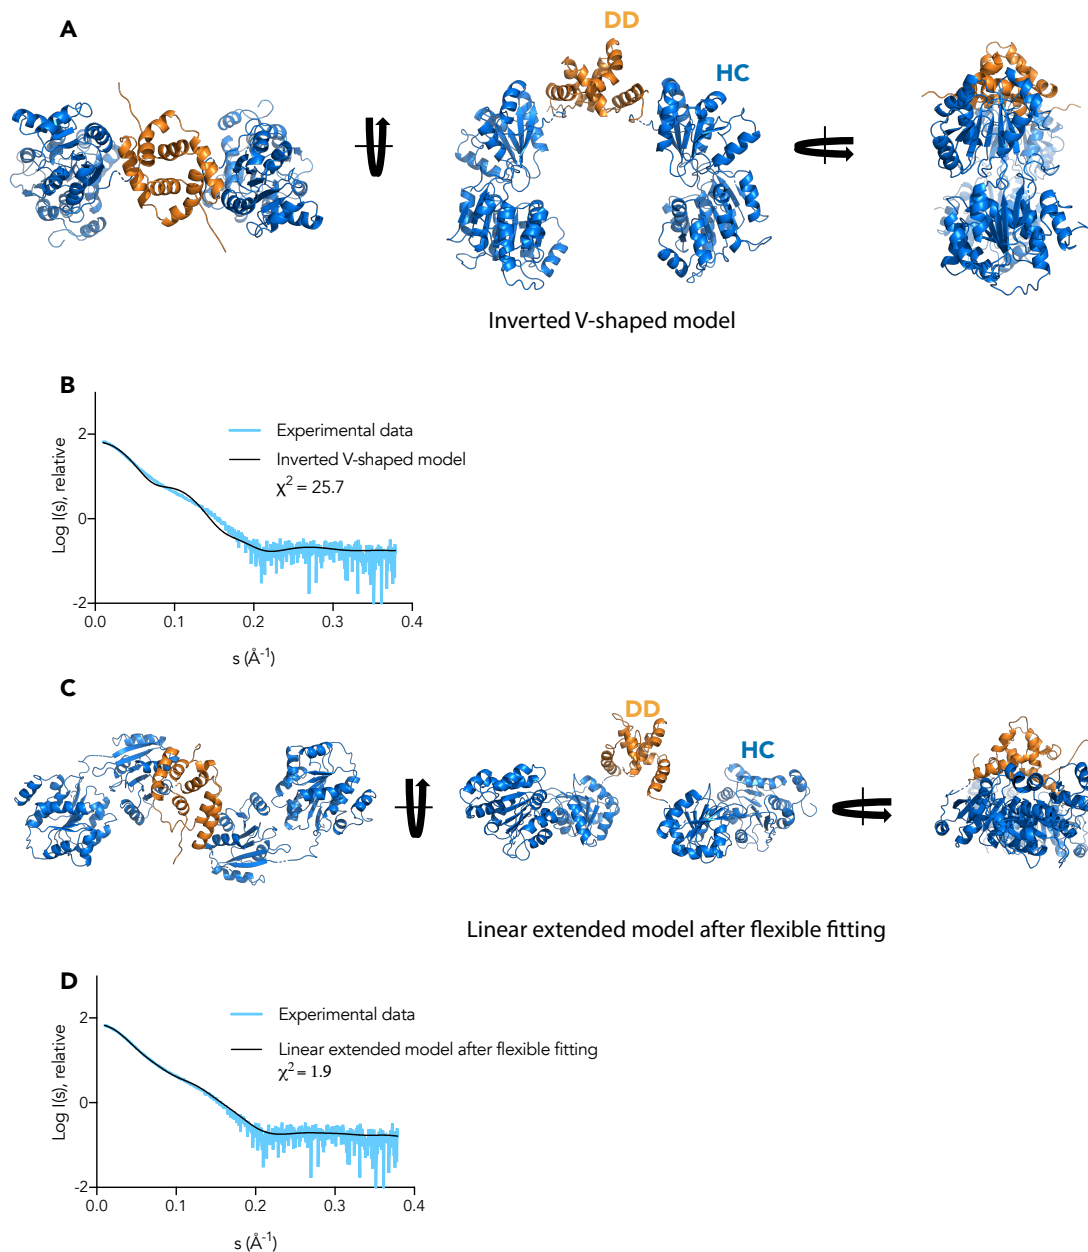 A
DD
HC
Inverted V-shaped model
B
Experimental data
Inverted V-shaped model
χ² = 25.7
Log I(s), relative
2
0
-2
0.0 0.1 0.2 0.3 0.4
s (Å⁻¹)
C
DD
HC
Linear extended model after flexible fitting
D
Experimental data
Linear extended model after flexible fitting
χ² = 1.9
Log I(s), relative
2
0
-2
0.0 0.1 0.2 0.3 0.4
s (Å⁻¹)